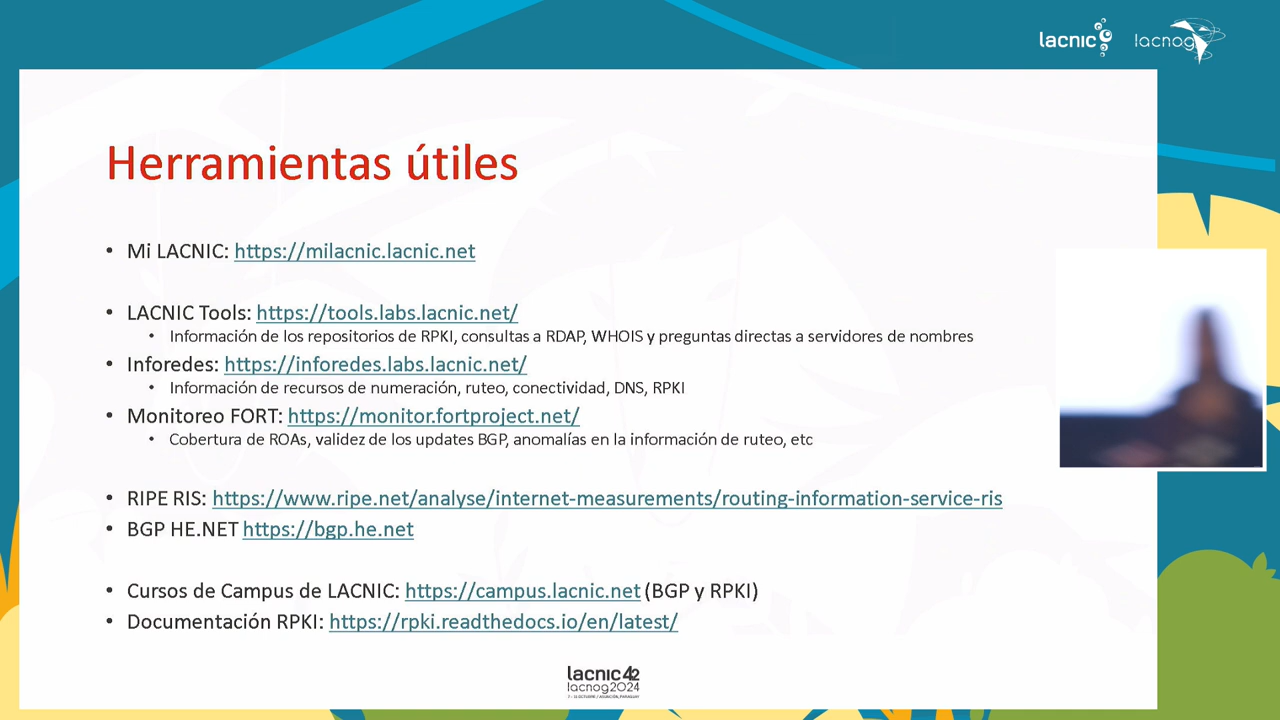 lacnic
lacnog
Herramientas útiles
• Mi LACNIC: https://milacnic.lacnic.net
• LACNIC Tools: https://tools.labs.lacnic.net/
• Información de los repositorios de RPKI, consultas a RDAP, WHOIS y preguntas directas a servidores de nombres
• Inforedes: https://inforedes.labs.lacnic.net/
• Información de recursos de numeración, ruteo, conectividad, DNS, RPKI
• Monitoreo FORT: https://monitor.fortproject.net/
• Cobertura de ROAs, validez de los updates BGP, anomalías en la información de ruteo, etc
• RIPE RIS: https://www.ripe.net/analyse/internet-measurements/routing-information-service-ris
• BGP HE.NET https://bgp.he.net
• Cursos de Campus de LACNIC: https://campus.lacnic.net (BGP y RPKI)
• Documentación RPKI: https://rpki.readthedocs.io/en/latest/
lacnic42
lacnog2024